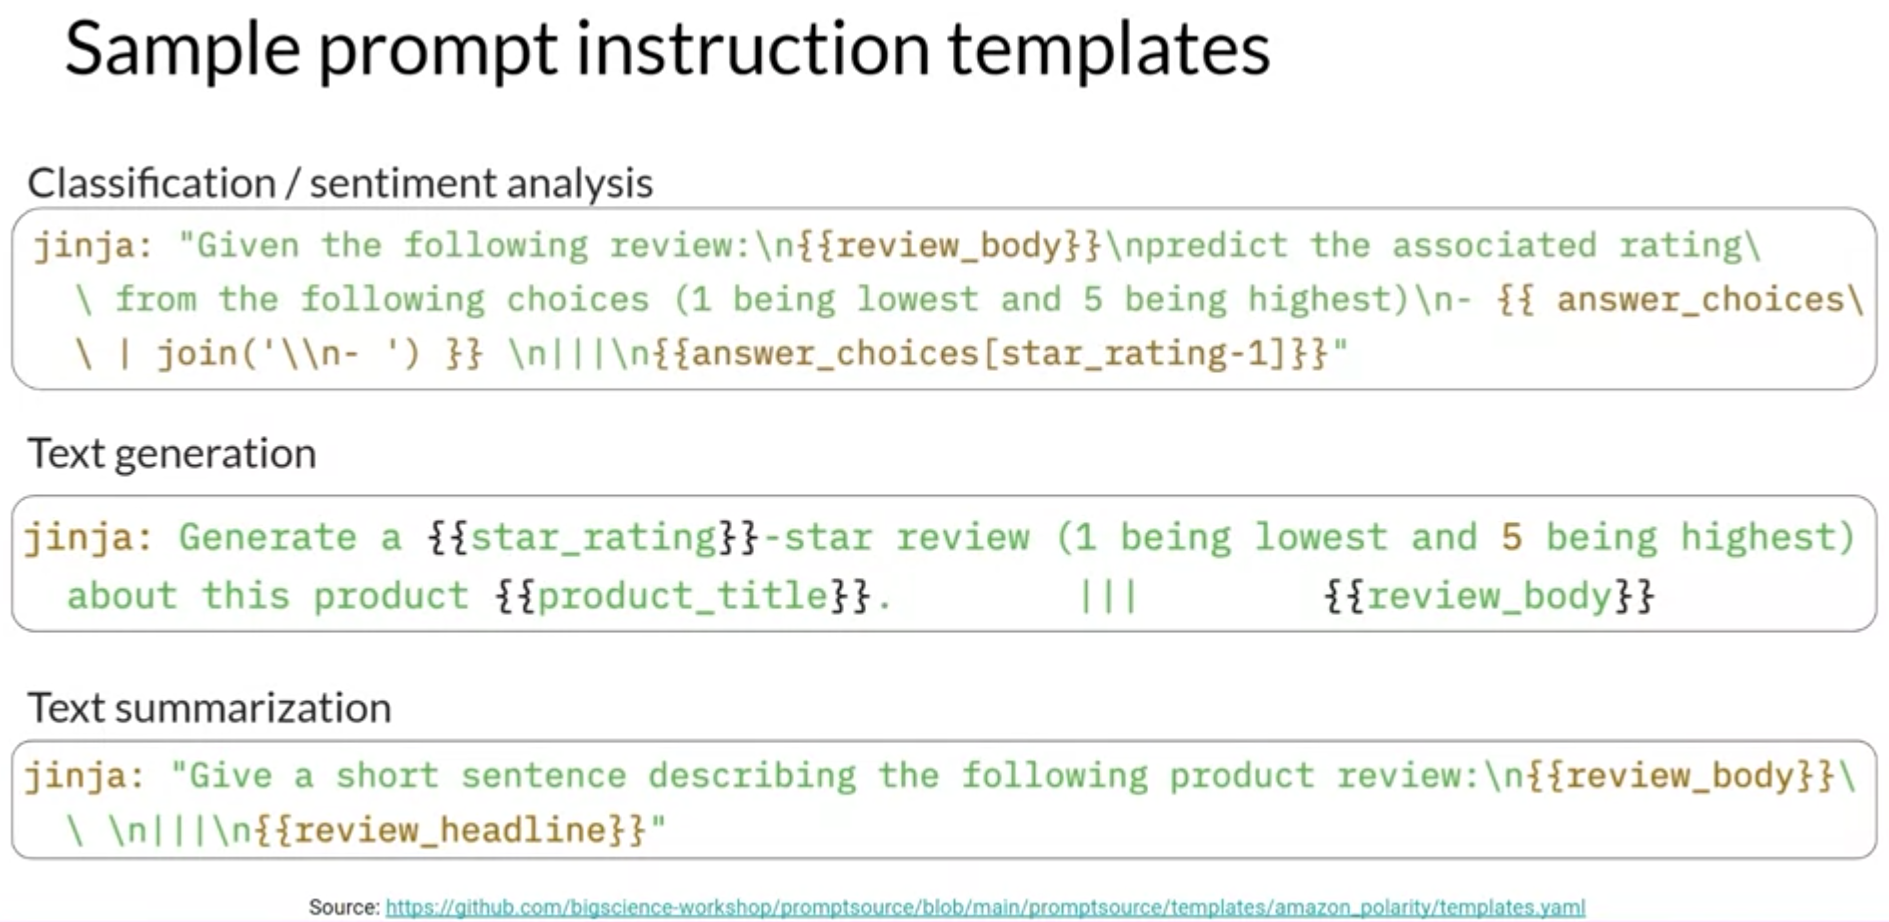 Sample prompt instruction templates
Classification / sentiment analysis
jinja: "Given the following review:\n{{review_body}}\npredict the associated rating\
\ from the following choices (1 being lowest and 5 being highest)\n- {{ answer_choices\
\ | join('\\n- ') }} \n|||\n{{answer_choices[star_rating-1]}}"
Text generation
jinja: Generate a {{star_rating}}-star review (1 being lowest and 5 being highest)
about this product {{product_title}}. ||| {{review_body}}
Text summarization
jinja: "Give a short sentence describing the following product review:\n{{review_body}}\
\ \n|||\n{{review_headline}}"
Source: https://github.com/bigscience-workshop/promptsource/blob/main/promptsource/templates/amazon_polarity/templates.yaml